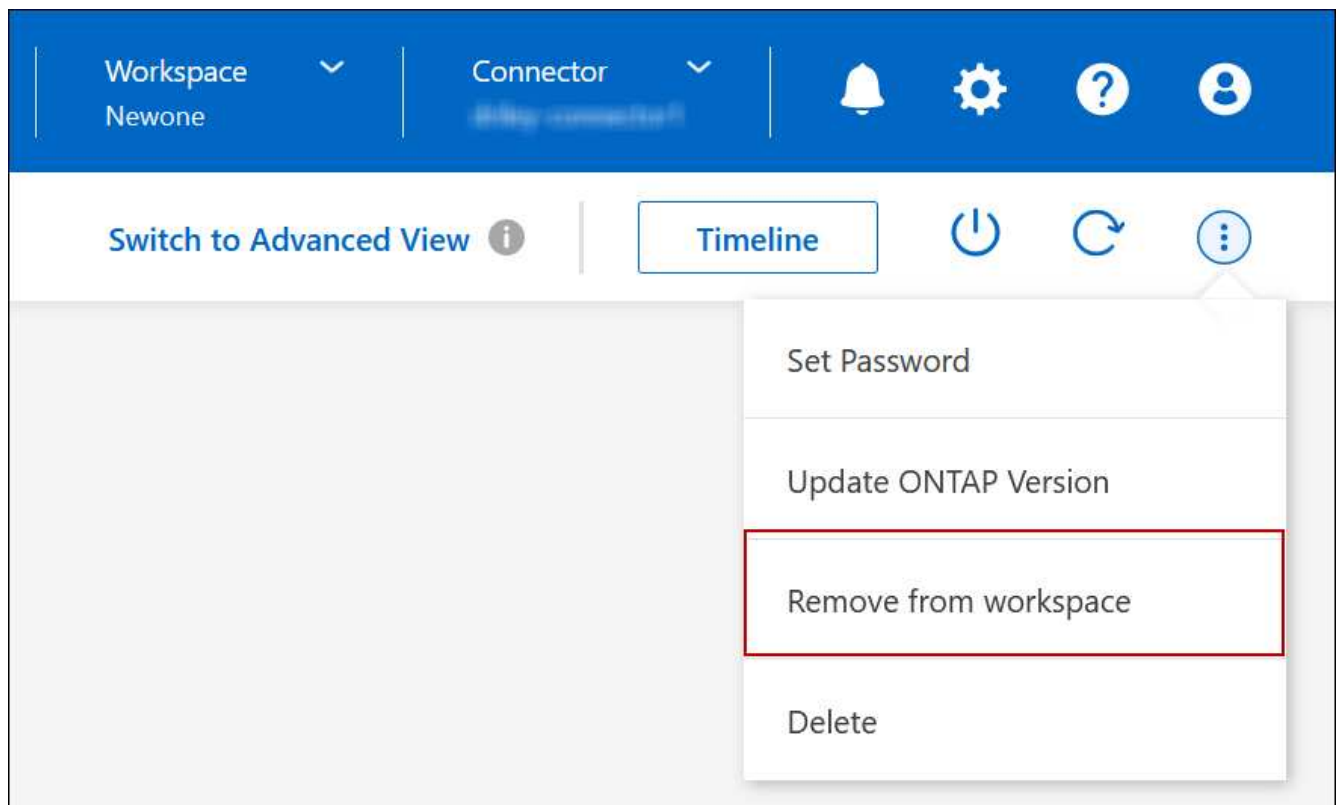 Workspace
Newone
Connector
Switch to Advanced View
Timeline
Set Password
Update ONTAP Version
Remove from workspace
Delete